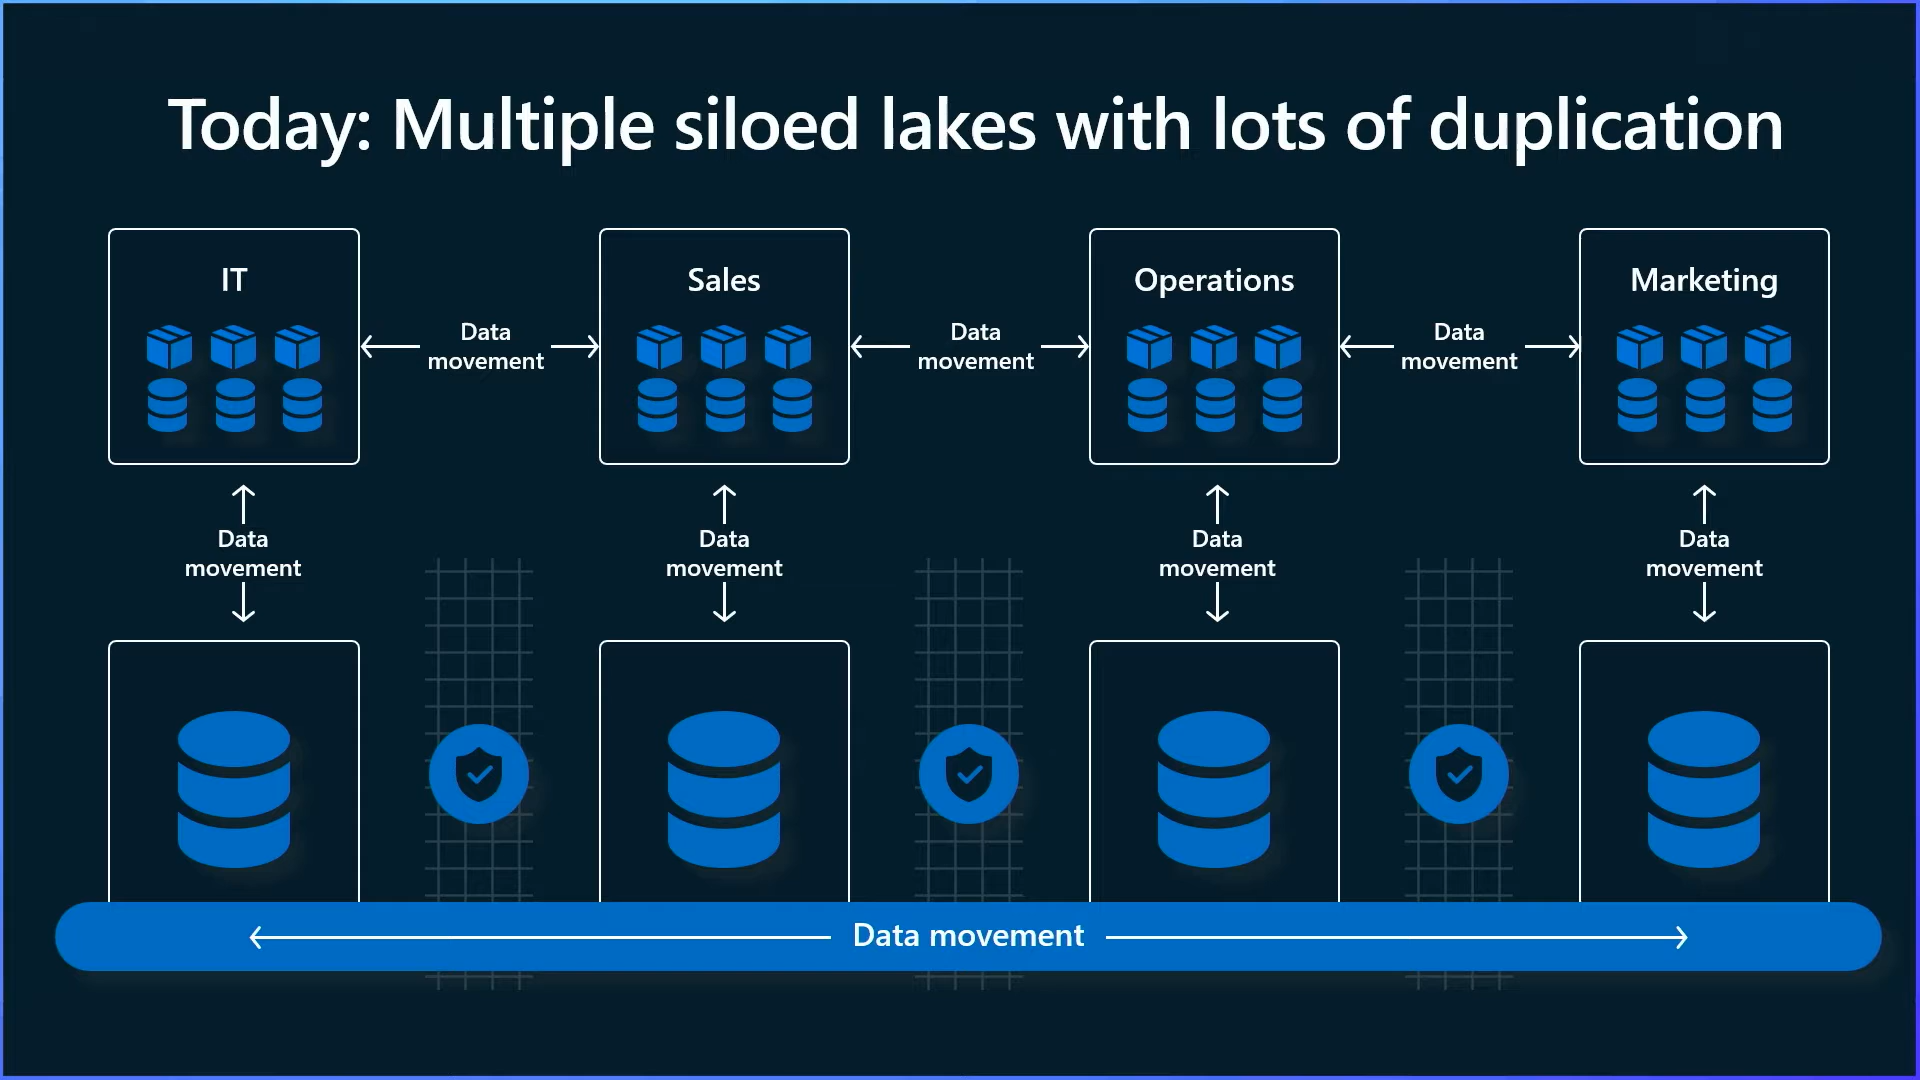 Today: Multiple siloed lakes with lots of duplication
IT
Sales
Operations
Marketing
Data
movement
Data
movement
Data
movement
Data
movement
Data
movement
Data
movement
Data
movement
Data movement